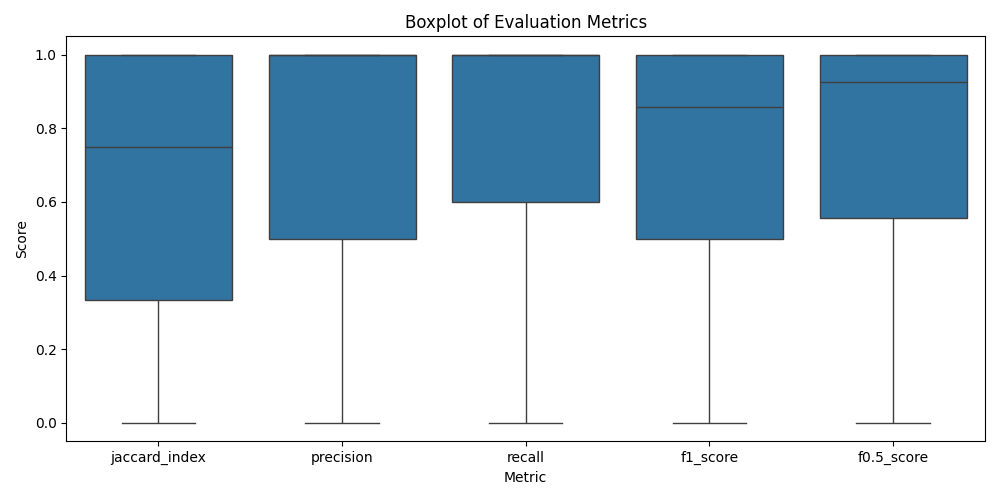 Boxplot of Evaluation Metrics
1.0
0.8
0.6
0.4
0.2
0.0
Score
jaccard_index precision recall f1_score f0.5_score
Metric